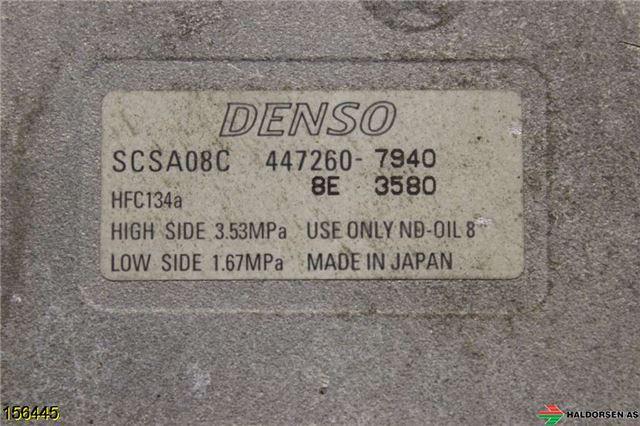 DENSO
SCSA08C 447260-7940
8E 3580
HFC134a
HIGH SIDE 3.53MPa USE ONLY ND-OIL 8"
LOW SIDE 1.67MPa MADE IN JAPAN
156445 HALDORSEN AS